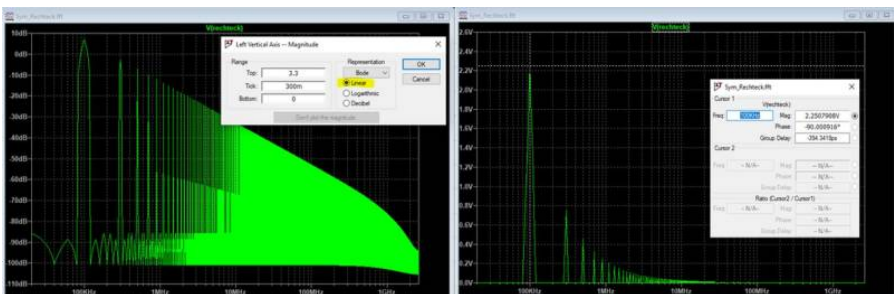 Sym_Rechteck.fft
V(rechteck)
10dB
-10dB
-20dB
-30dB
-40dB
-50dB
-60dB
-70dB
-80dB
-90dB
-100dB
-110dB
100KHz
1MHz
10MHz
100MHz
1GHz
Left Vertical Axis -- Magnitude
Range
Top: 3.3
Tick: 300m
Bottom: 0
Representation
Bode
Linear
Logarithmic
Decibel
OK
Cancel
Don't plot the magnitude
Sym_Rechteck.fft
V(rechteck)
2.6V
2.4V
2.2V
2.0V
1.8V
1.6V
1.4V
1.2V
1.0V
0.8V
0.6V
0.4V
0.2V
0.0V
100KHz
1MHz
10MHz
100MHz
1GHz
Sym_Rechteck.fft
Cursor 1
V(rechteck)
Freq: 100KHz Mag: 2.2507908V
Phase:
Group Delay:
Cursor 2
Freq: -- N/A-- Mag: -- N/A--
Phase: -- N/A--
Group Delay: -- N/A--
Ratio (Cursor2 / Cursor1)
Freq: -- N/A-- Mag: -- N/A--
Phase: -- N/A--
Group Delay: -- N/A--